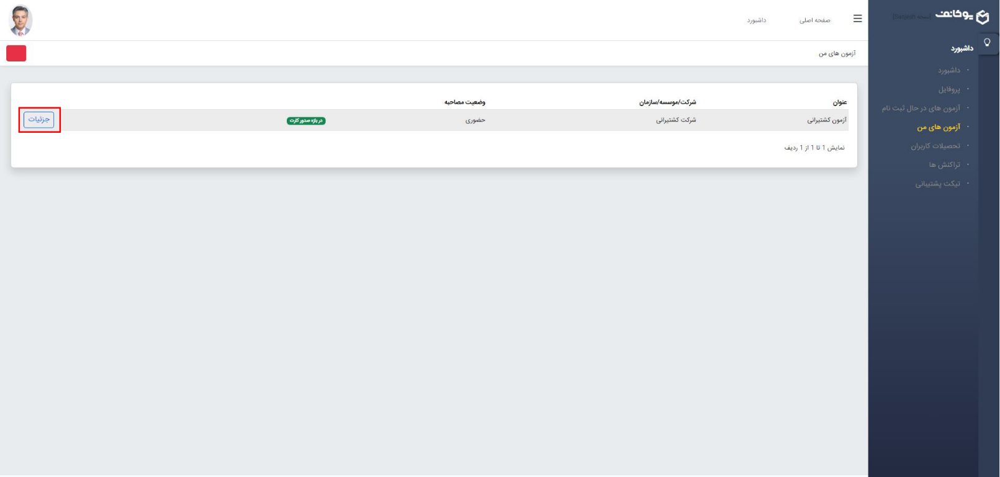 یوکانت [نسخه Sanjesh]
داشبورد
داشبورد
پروفایل
آزمون های در حال ثبت نام
آزمون های من
تحصیلات کاربران
تراکنش ها
تیکت پشتیبانی
صفحه اصلی داشبورد
آزمون های من
عنوان شرکت/موسسه/سازمان وضعیت مصاحبه
آزمون کشتیرانی شرکت کشتیرانی حضوری در بازه صدور کارت جزئیات
نمایش 1 تا 1 از 1 ردیف